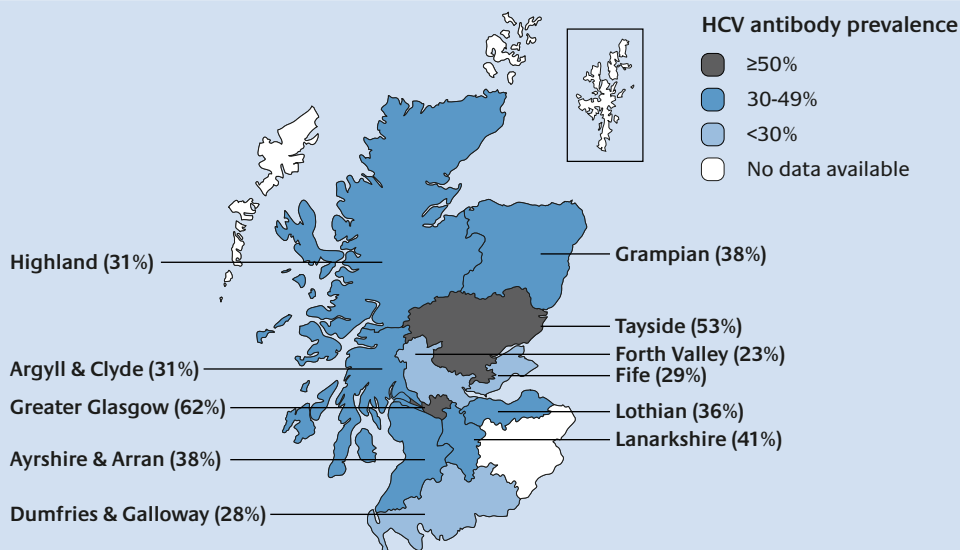 HCV antibody prevalence
≥50%
30-49%
<30%
No data available
Highland (31%)
Argyll & Clyde (31%)
Greater Glasgow (62%)
Ayrshire & Arran (38%)
Dumfries & Galloway (28%)
Grampian (38%)
Tayside (53%)
Forth Valley (23%)
Fife (29%)
Lothian (36%)
Lanarkshire (41%)